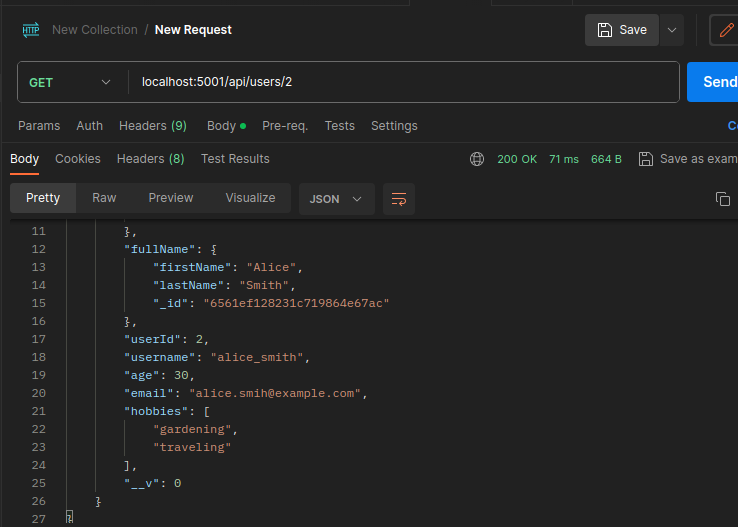 HTTP New Collection / New Request Save
GET localhost:5001/api/users/2 Send
Params Auth Headers (9) Body Pre-req. Tests Settings
Body Cookies Headers (8) Test Results 200 OK 71 ms 664 B Save as exam
Pretty Raw Preview Visualize JSON
11 },
12 "fullName": {
13 "firstName": "Alice",
14 "lastName": "Smith",
15 "_id": "6561ef128231c719864e67ac"
16 },
17 "userId": 2,
18 "username": "alice_smith",
19 "age": 30,
20 "email": "alice.smih@example.com",
21 "hobbies": [
22 "gardening",
23 "traveling"
24 ],
25 "__v": 0
26 }
27 }